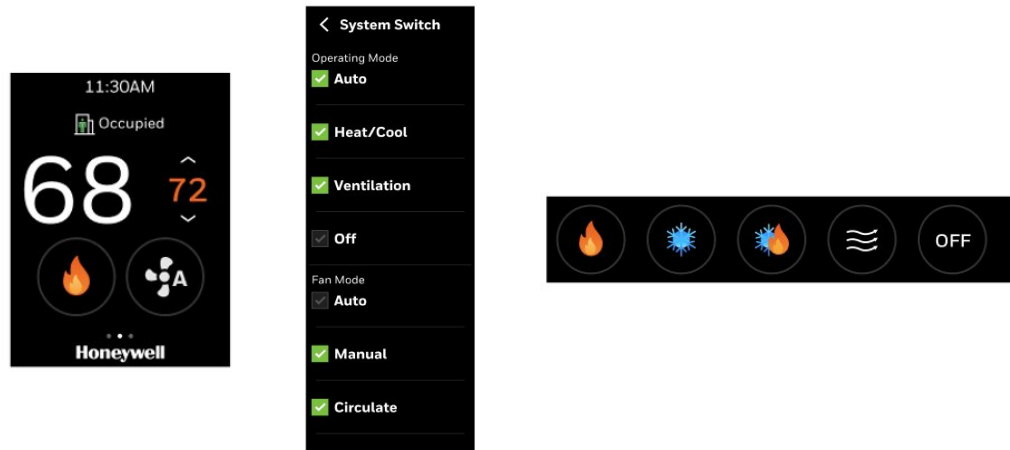 11:30AM
Occupied
68
72
A
Honeywell
System Switch
Operating Mode
Auto
Heat/Cool
Ventilation
Off
Fan Mode
Auto
Manual
Circulate
OFF